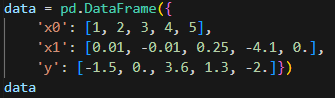 data = pd.DataFrame({
    'x0': [1, 2, 3, 4, 5],
    'x1': [0.01, -0.01, 0.25, -4.1, 0.],
    'y': [-1.5, 0., 3.6, 1.3, -2.]})
data